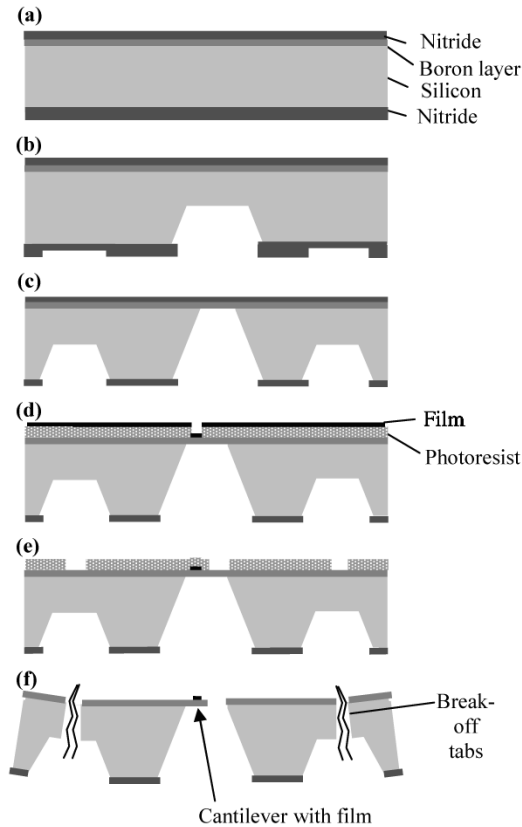 (a)
Nitride
Boron layer
Silicon
Nitride
(b)
(c)
(d)
Film
Photoresist
(e)
(f)
Break-
off
tabs
Cantilever with film